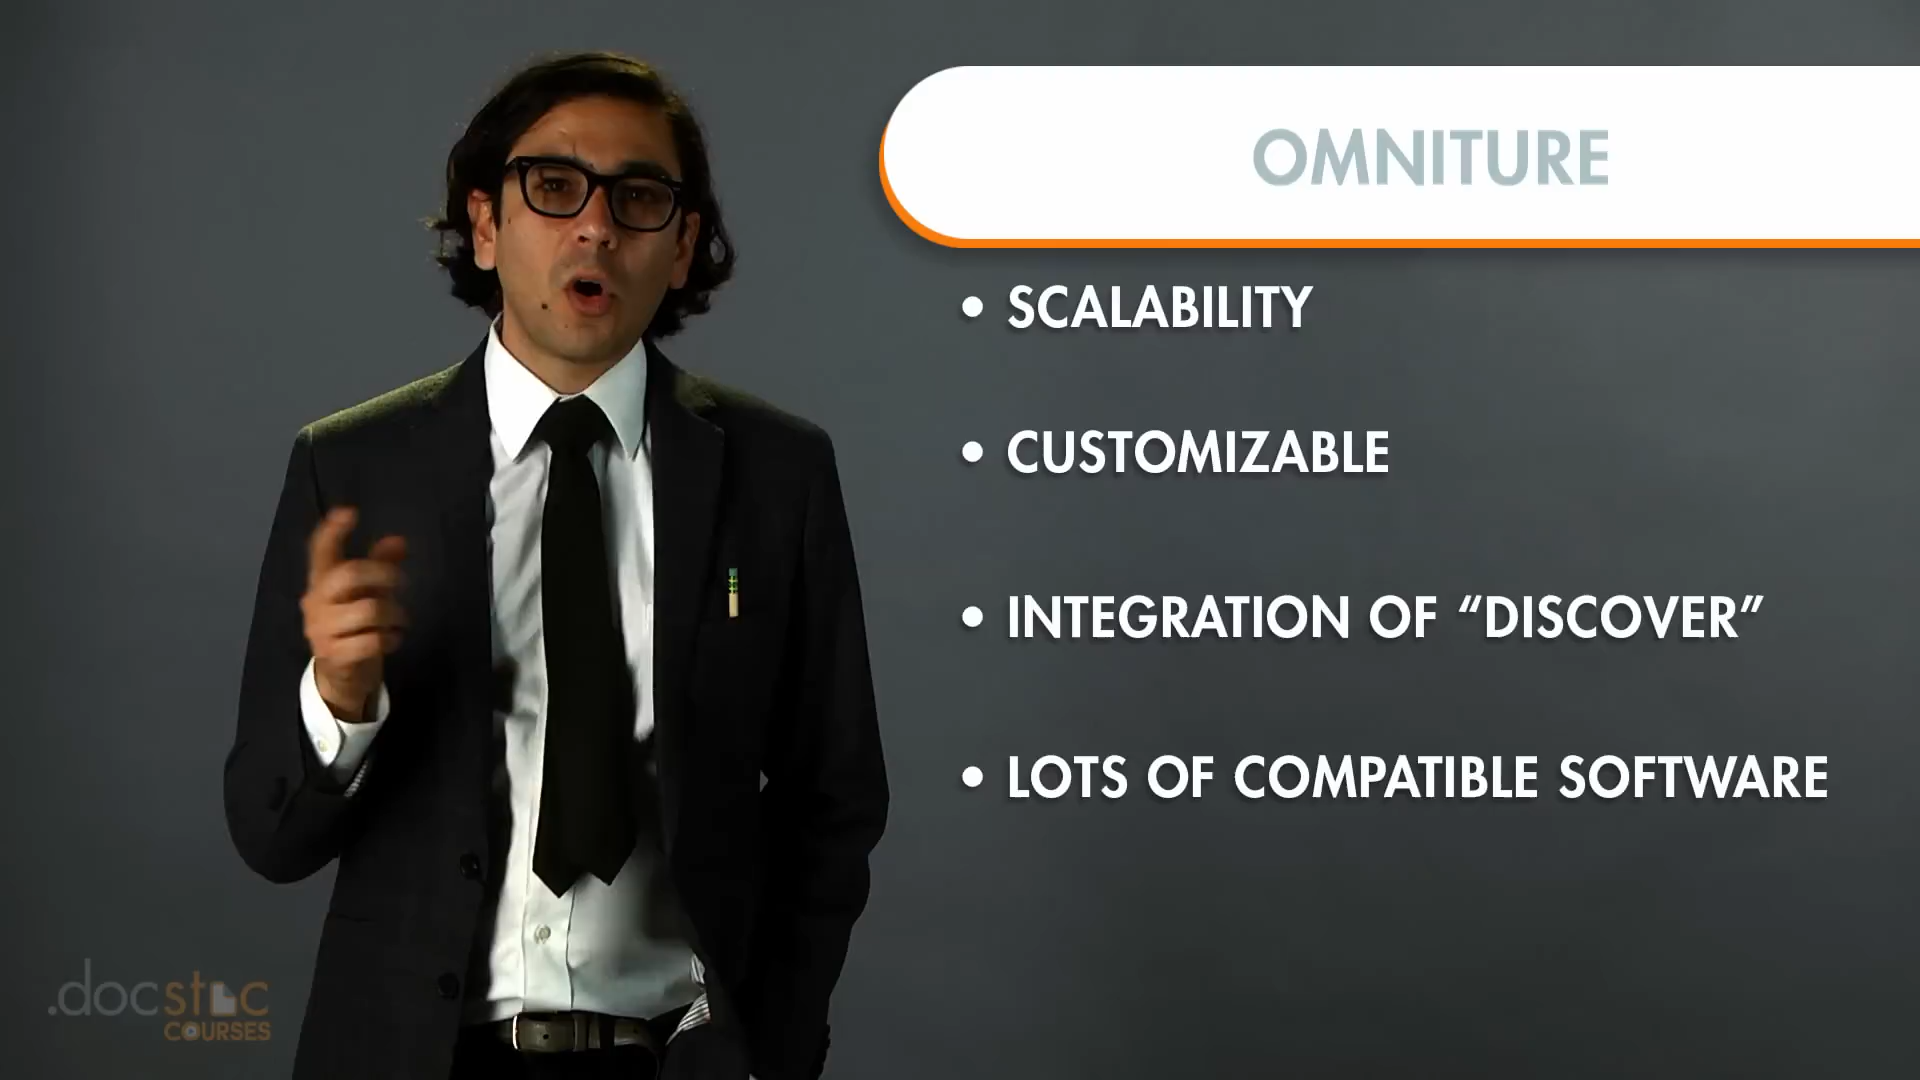 OMNITURE
• SCALABILITY
• CUSTOMIZABLE
• INTEGRATION OF “DISCOVER”
• LOTS OF COMPATIBLE SOFTWARE
.docstoc
COURSES